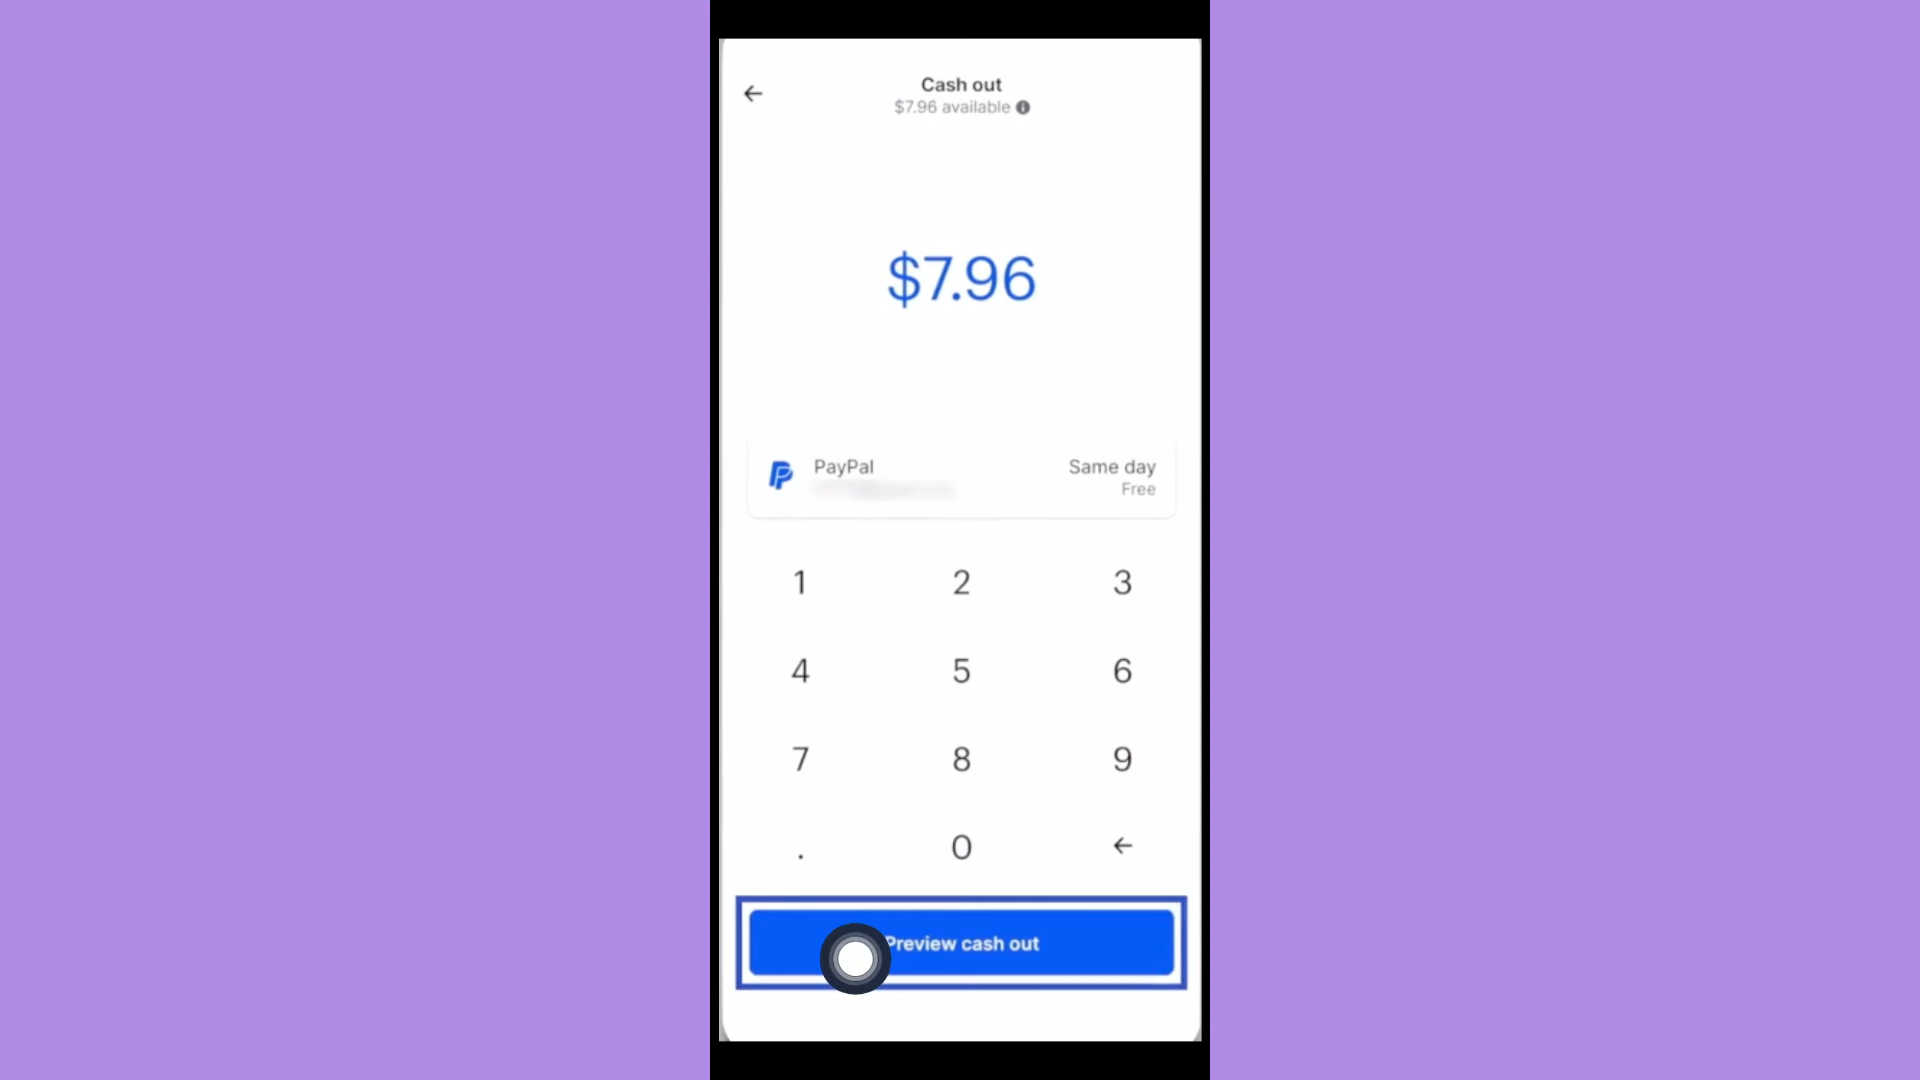 Cash out
$7.96 available
$7.96
PayPal
Same day
Free
1 2 3
4 5 6
7 8 9
. 0 ←
Preview cash out